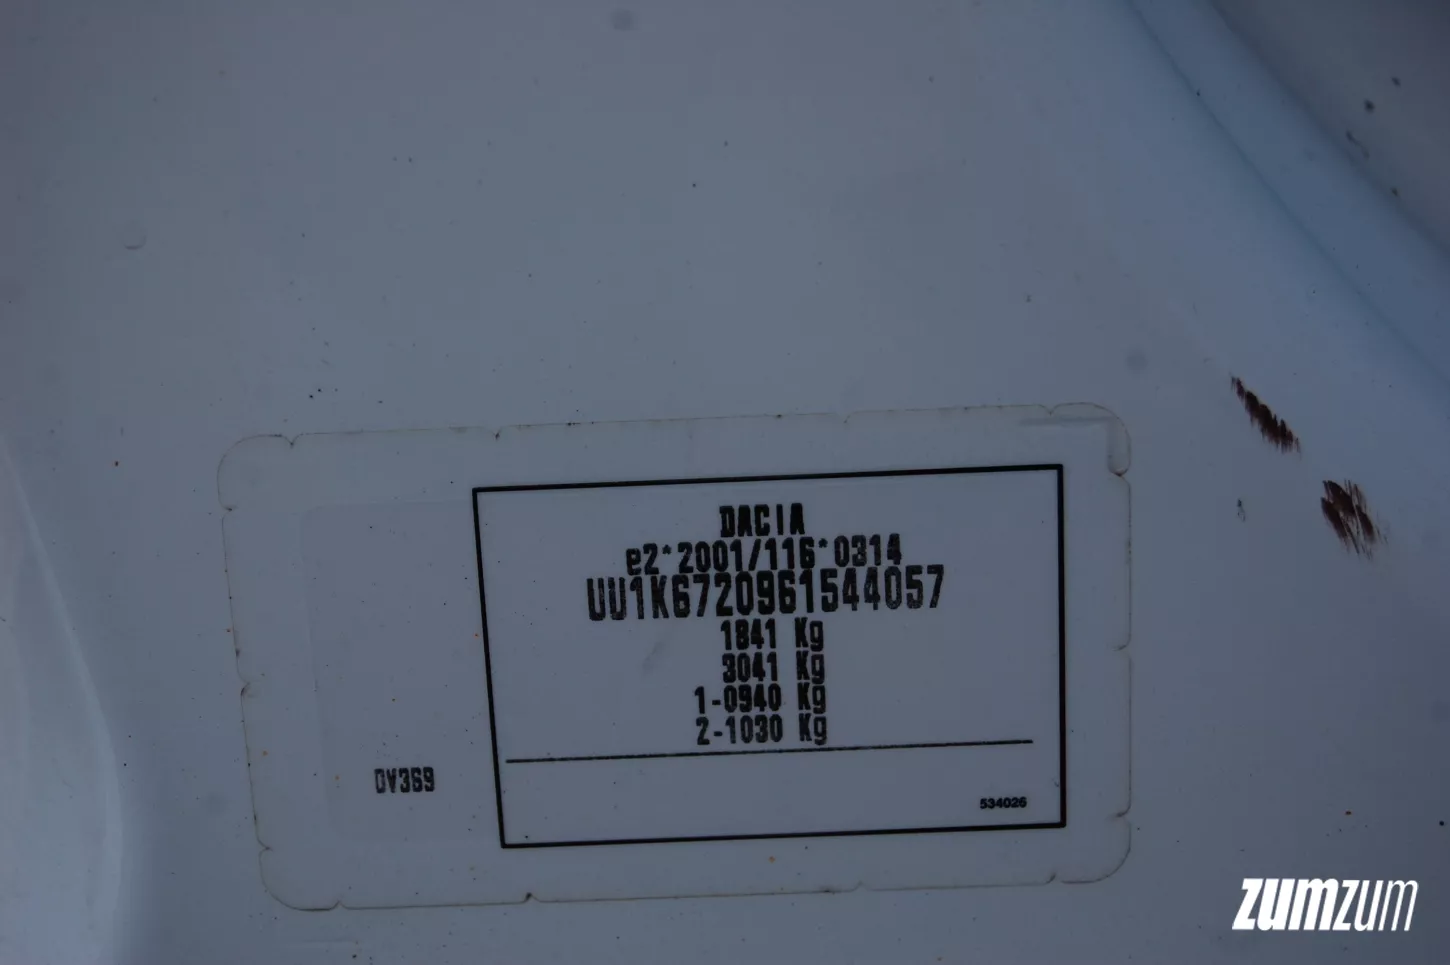 DACIA
e2*2001/116*0314
UU1K6720961544057
1841 Kg
3041 Kg
1-0940 Kg
2-1030 Kg
DV369
534026
ZUMZUM